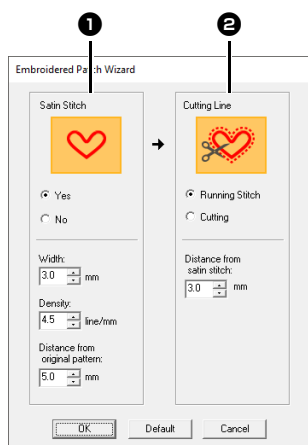 1 2
Embroidered Patch Wizard
Satin Stitch
Yes
No
Width:
3.0 mm
Density:
4.5 line/mm
Distance from
original pattern:
5.0 mm
Cutting Line
Running Stitch
Cutting
Distance from
satin stitch:
3.0 mm
OK Default Cancel